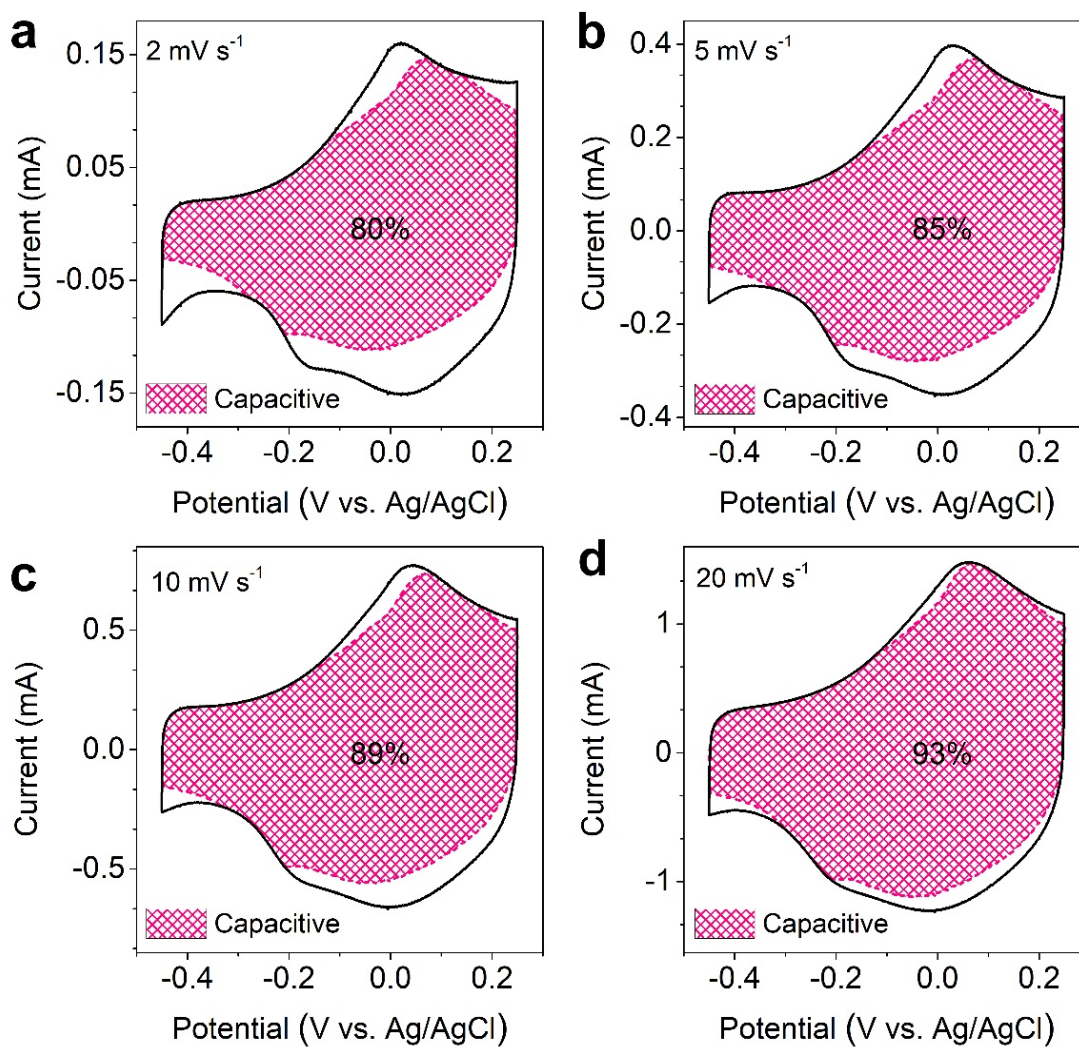 a
2 mV s⁻¹
0.15
0.05
-0.05
-0.15
Current (mA)
80%
Capacitive
-0.4 -0.2 0.0 0.2
Potential (V vs. Ag/AgCl)
b
5 mV s⁻¹
0.4
0.2
0.0
-0.2
-0.4
Current (mA)
85%
Capacitive
-0.4 -0.2 0.0 0.2
Potential (V vs. Ag/AgCl)
c
10 mV s⁻¹
0.5
0.0
-0.5
Current (mA)
89%
Capacitive
-0.4 -0.2 0.0 0.2
Potential (V vs. Ag/AgCl)
d
20 mV s⁻¹
1
0
-1
Current (mA)
93%
Capacitive
-0.4 -0.2 0.0 0.2
Potential (V vs. Ag/AgCl)